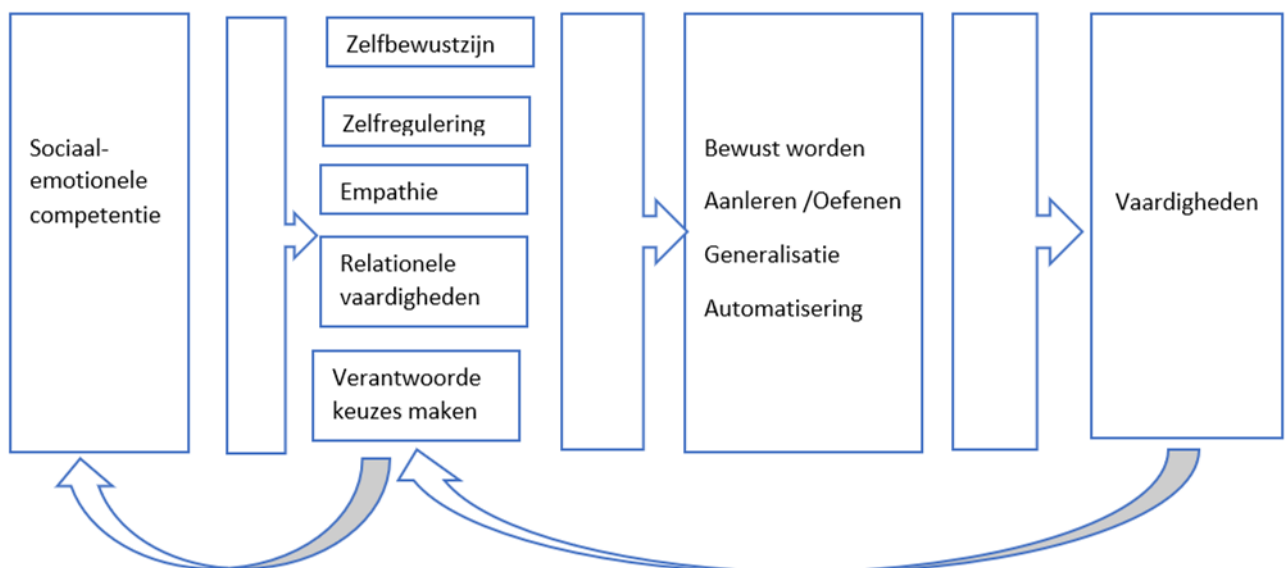 Sociaal-
emotionele
competentie
Zelfbewustzijn
Zelfregulering
Empathie
Relationele
vaardigheden
Verantwoorde
keuzes maken
Bewust worden
Aanleren /Oefenen
Generalisatie
Automatisering
Vaardigheden